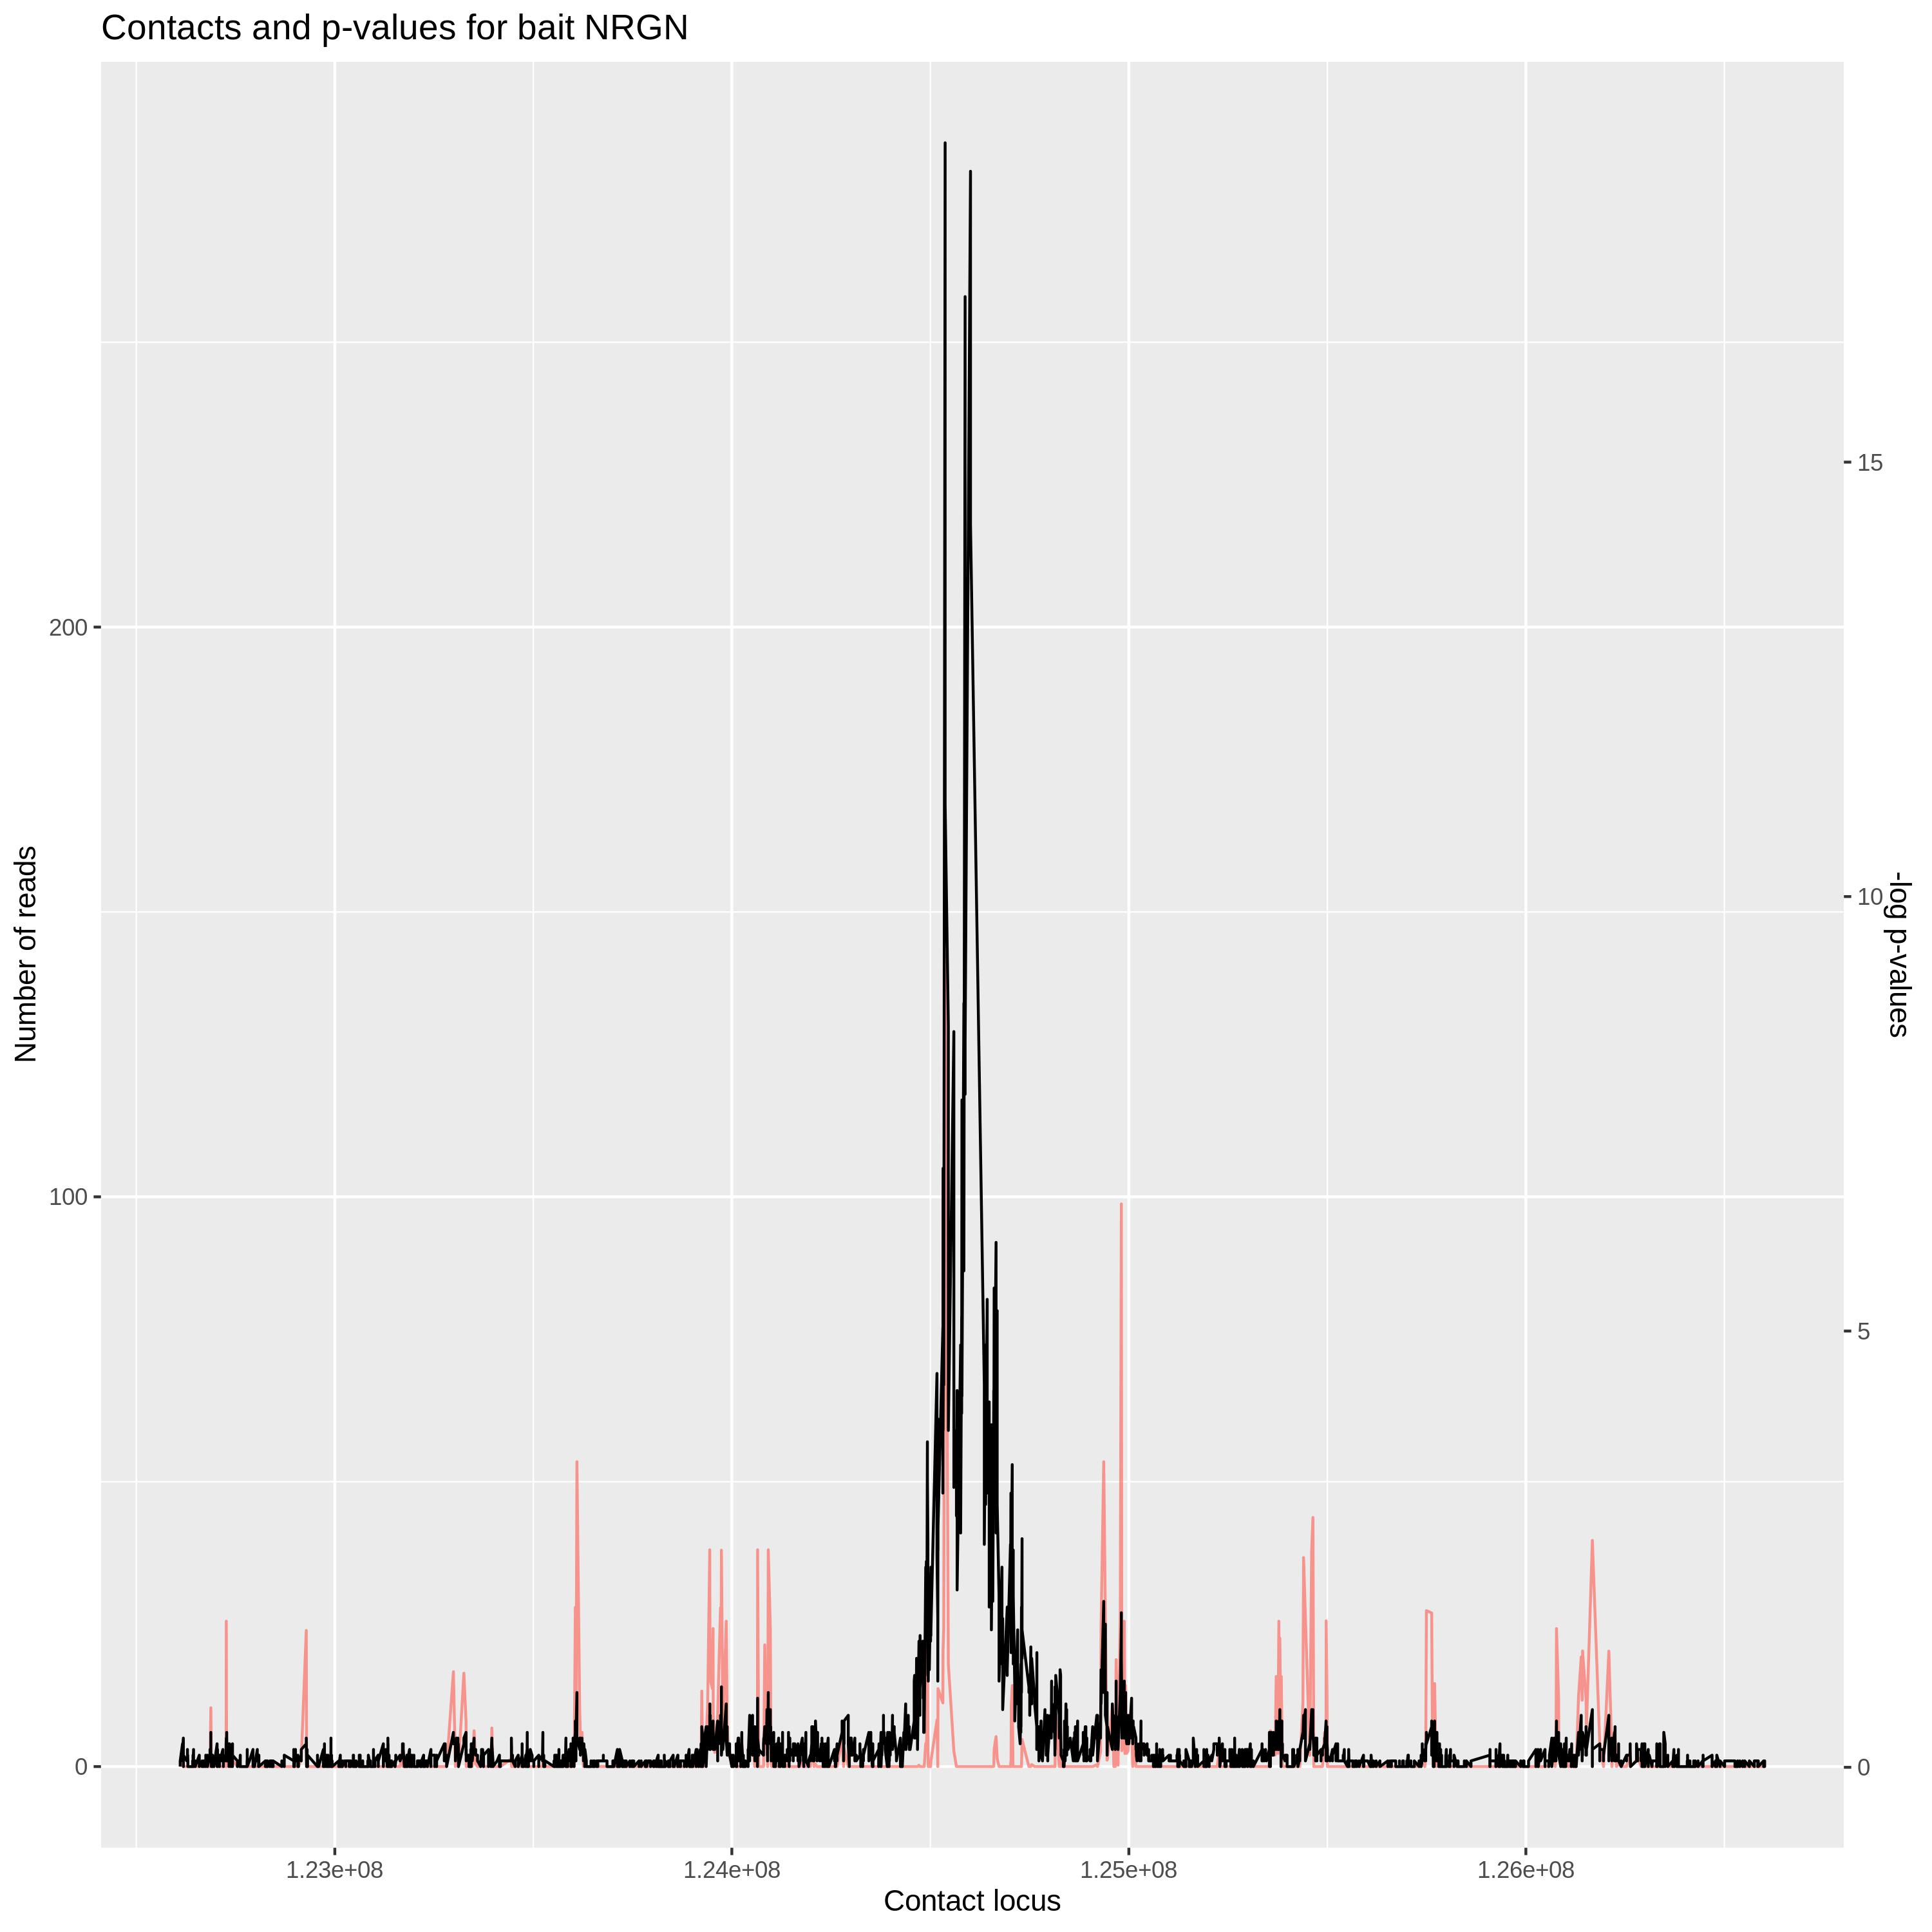 Contacts and p-values for bait NRGN
Number of reads
200
100
0
15
10
5
0
-log p-values
1.23e+08
1.24e+08
1.25e+08
1.26e+08
Contact locus